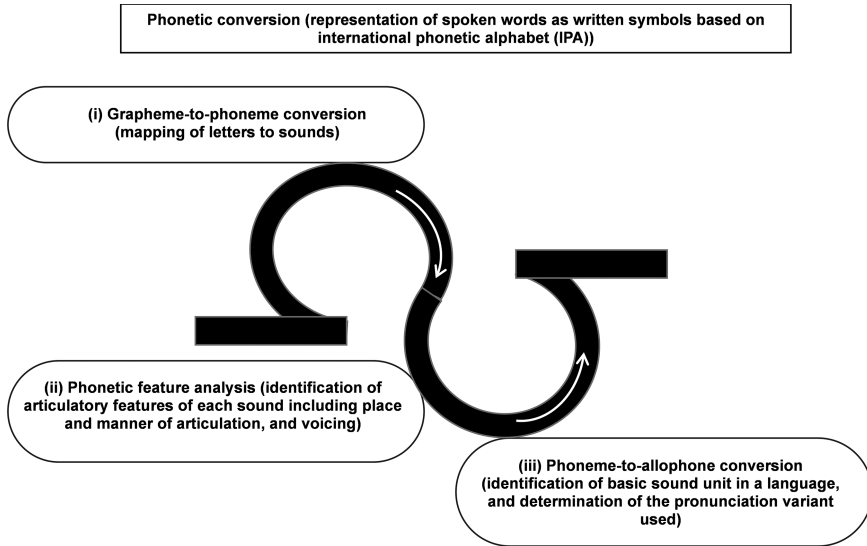 Phonetic conversion (representation of spoken words as written symbols based on
international phonetic alphabet (IPA))
(i) Grapheme-to-phoneme conversion
(mapping of letters to sounds)
(ii) Phonetic feature analysis (identification of
articulatory features of each sound including place
and manner of articulation, and voicing)
(iii) Phoneme-to-allophone conversion
(identification of basic sound unit in a language,
and determination of the pronunciation variant
used)